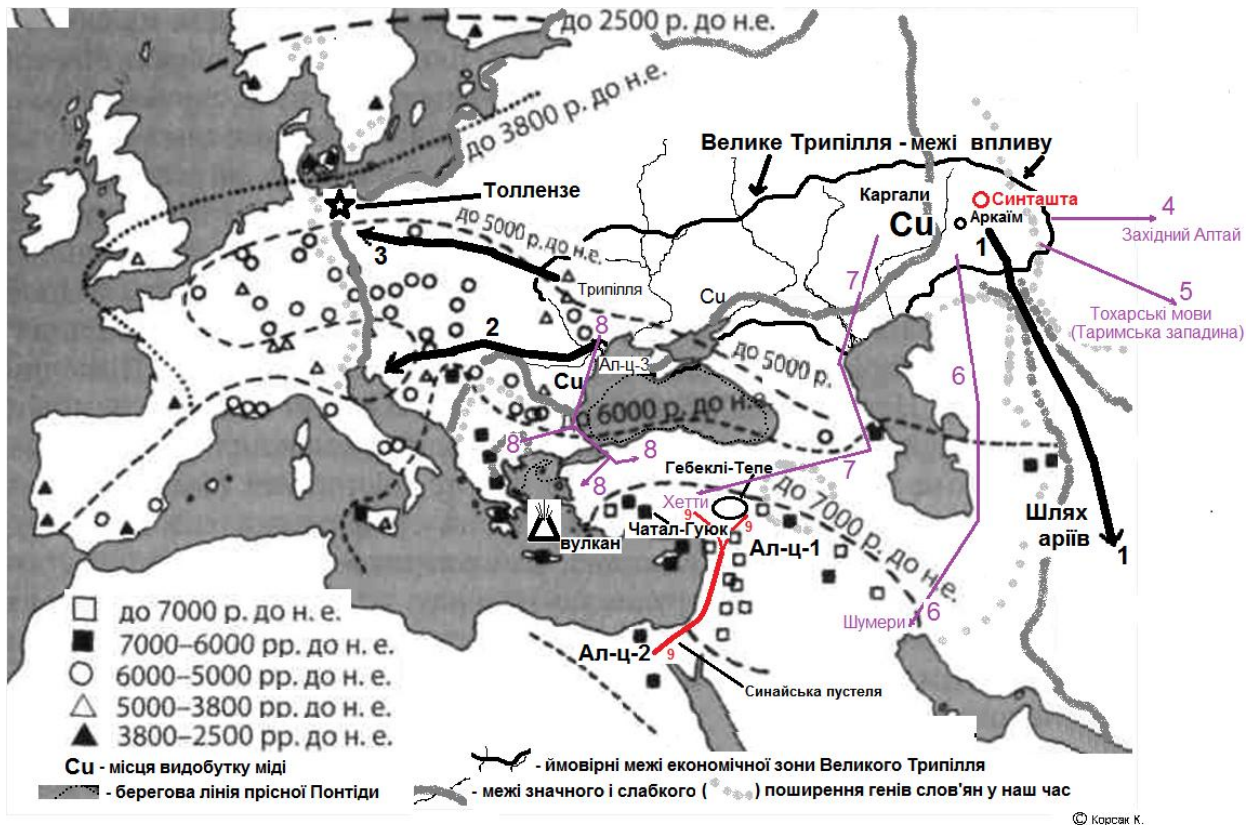 до 2500 р. до н.е.
до 3800 р. до н.е.
Велике Трипілля - межі впливу
Толлензе
Каргали
Cu
Синташта
Аркаїм
1
4
Західний Алтай
до 5000 р. до н.е.
3
7
5
Тохарські мови
(Таримська западина)
Трипілля
Cu
8
2
Ал-ц-3
Cu
до 5000 р.
6
до 6000 р. до н.е.
8
8
8
7
Гебеклі-Тепе
Хетти
9
9
до 7000 р. до н.е.
Чатал-Гуюк
вулкан
Ал-ц-1
Шлях
аріїв
1
6
Шумери
Ал-ц-2
9
Синайська пустеля
до 7000 р. до н.е.
7000–6000 рр. до н. е.
6000–5000 рр. до н. е.
5000–3800 рр. до н. е.
3800–2500 рр. до н. е.
Cu - місця видобутку міді
- берегова лінія прісної Понтіди
- ймовірні межі економічної зони Великого Трипілля
- межі значного і слабкого ( ) поширення генів слов'ян у наш час
© Корсак К.